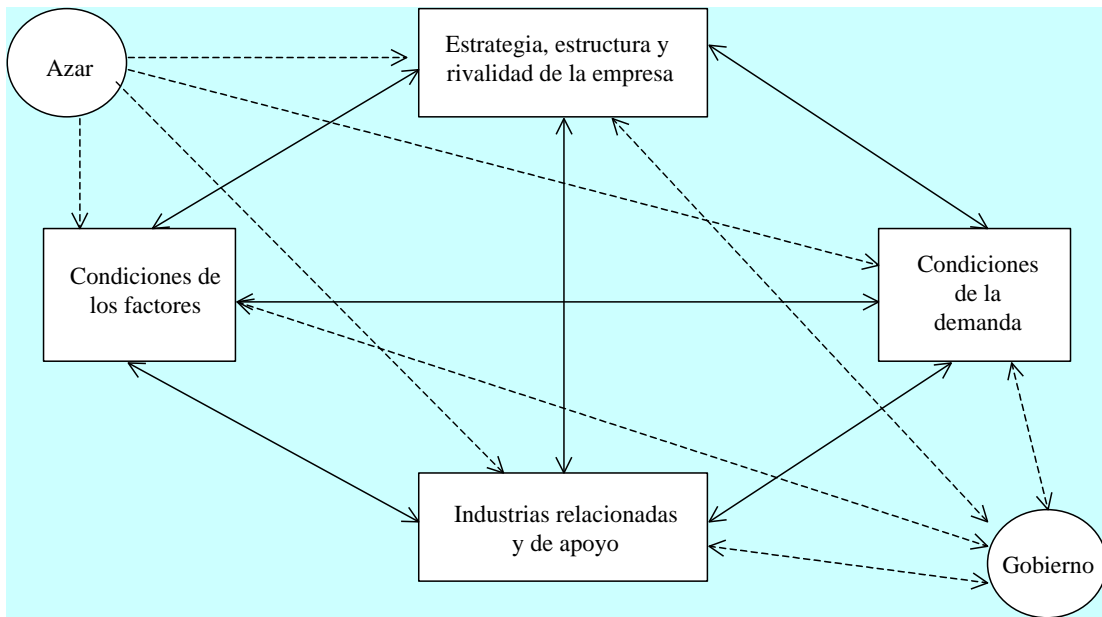 Azar
Estrategia, estructura y
rivalidad de la empresa
Condiciones de
los factores
Condiciones
de la
demanda
Industrias relacionadas
y de apoyo
Gobierno